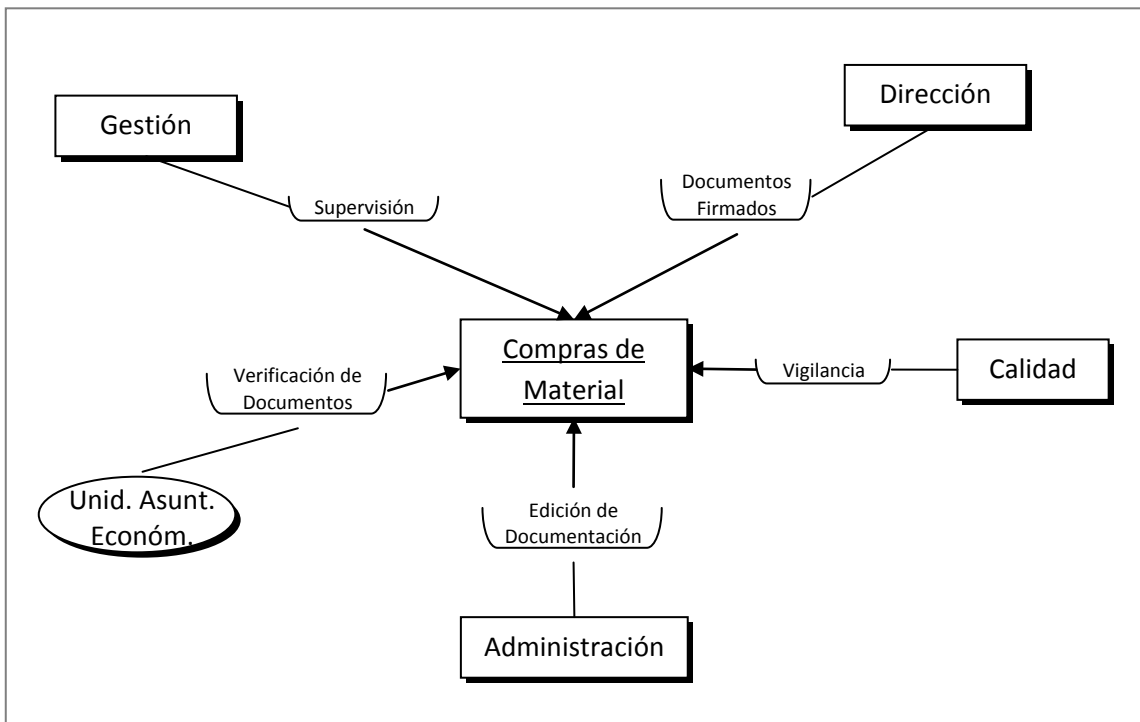 Dirección
Gestión
Documentos
Firmados
Supervisión
Compras de
Material
Verificación de
Documentos
Vigilancia
Calidad
Unid. Asunt.
Económ.
Edición de
Documentación
Administración